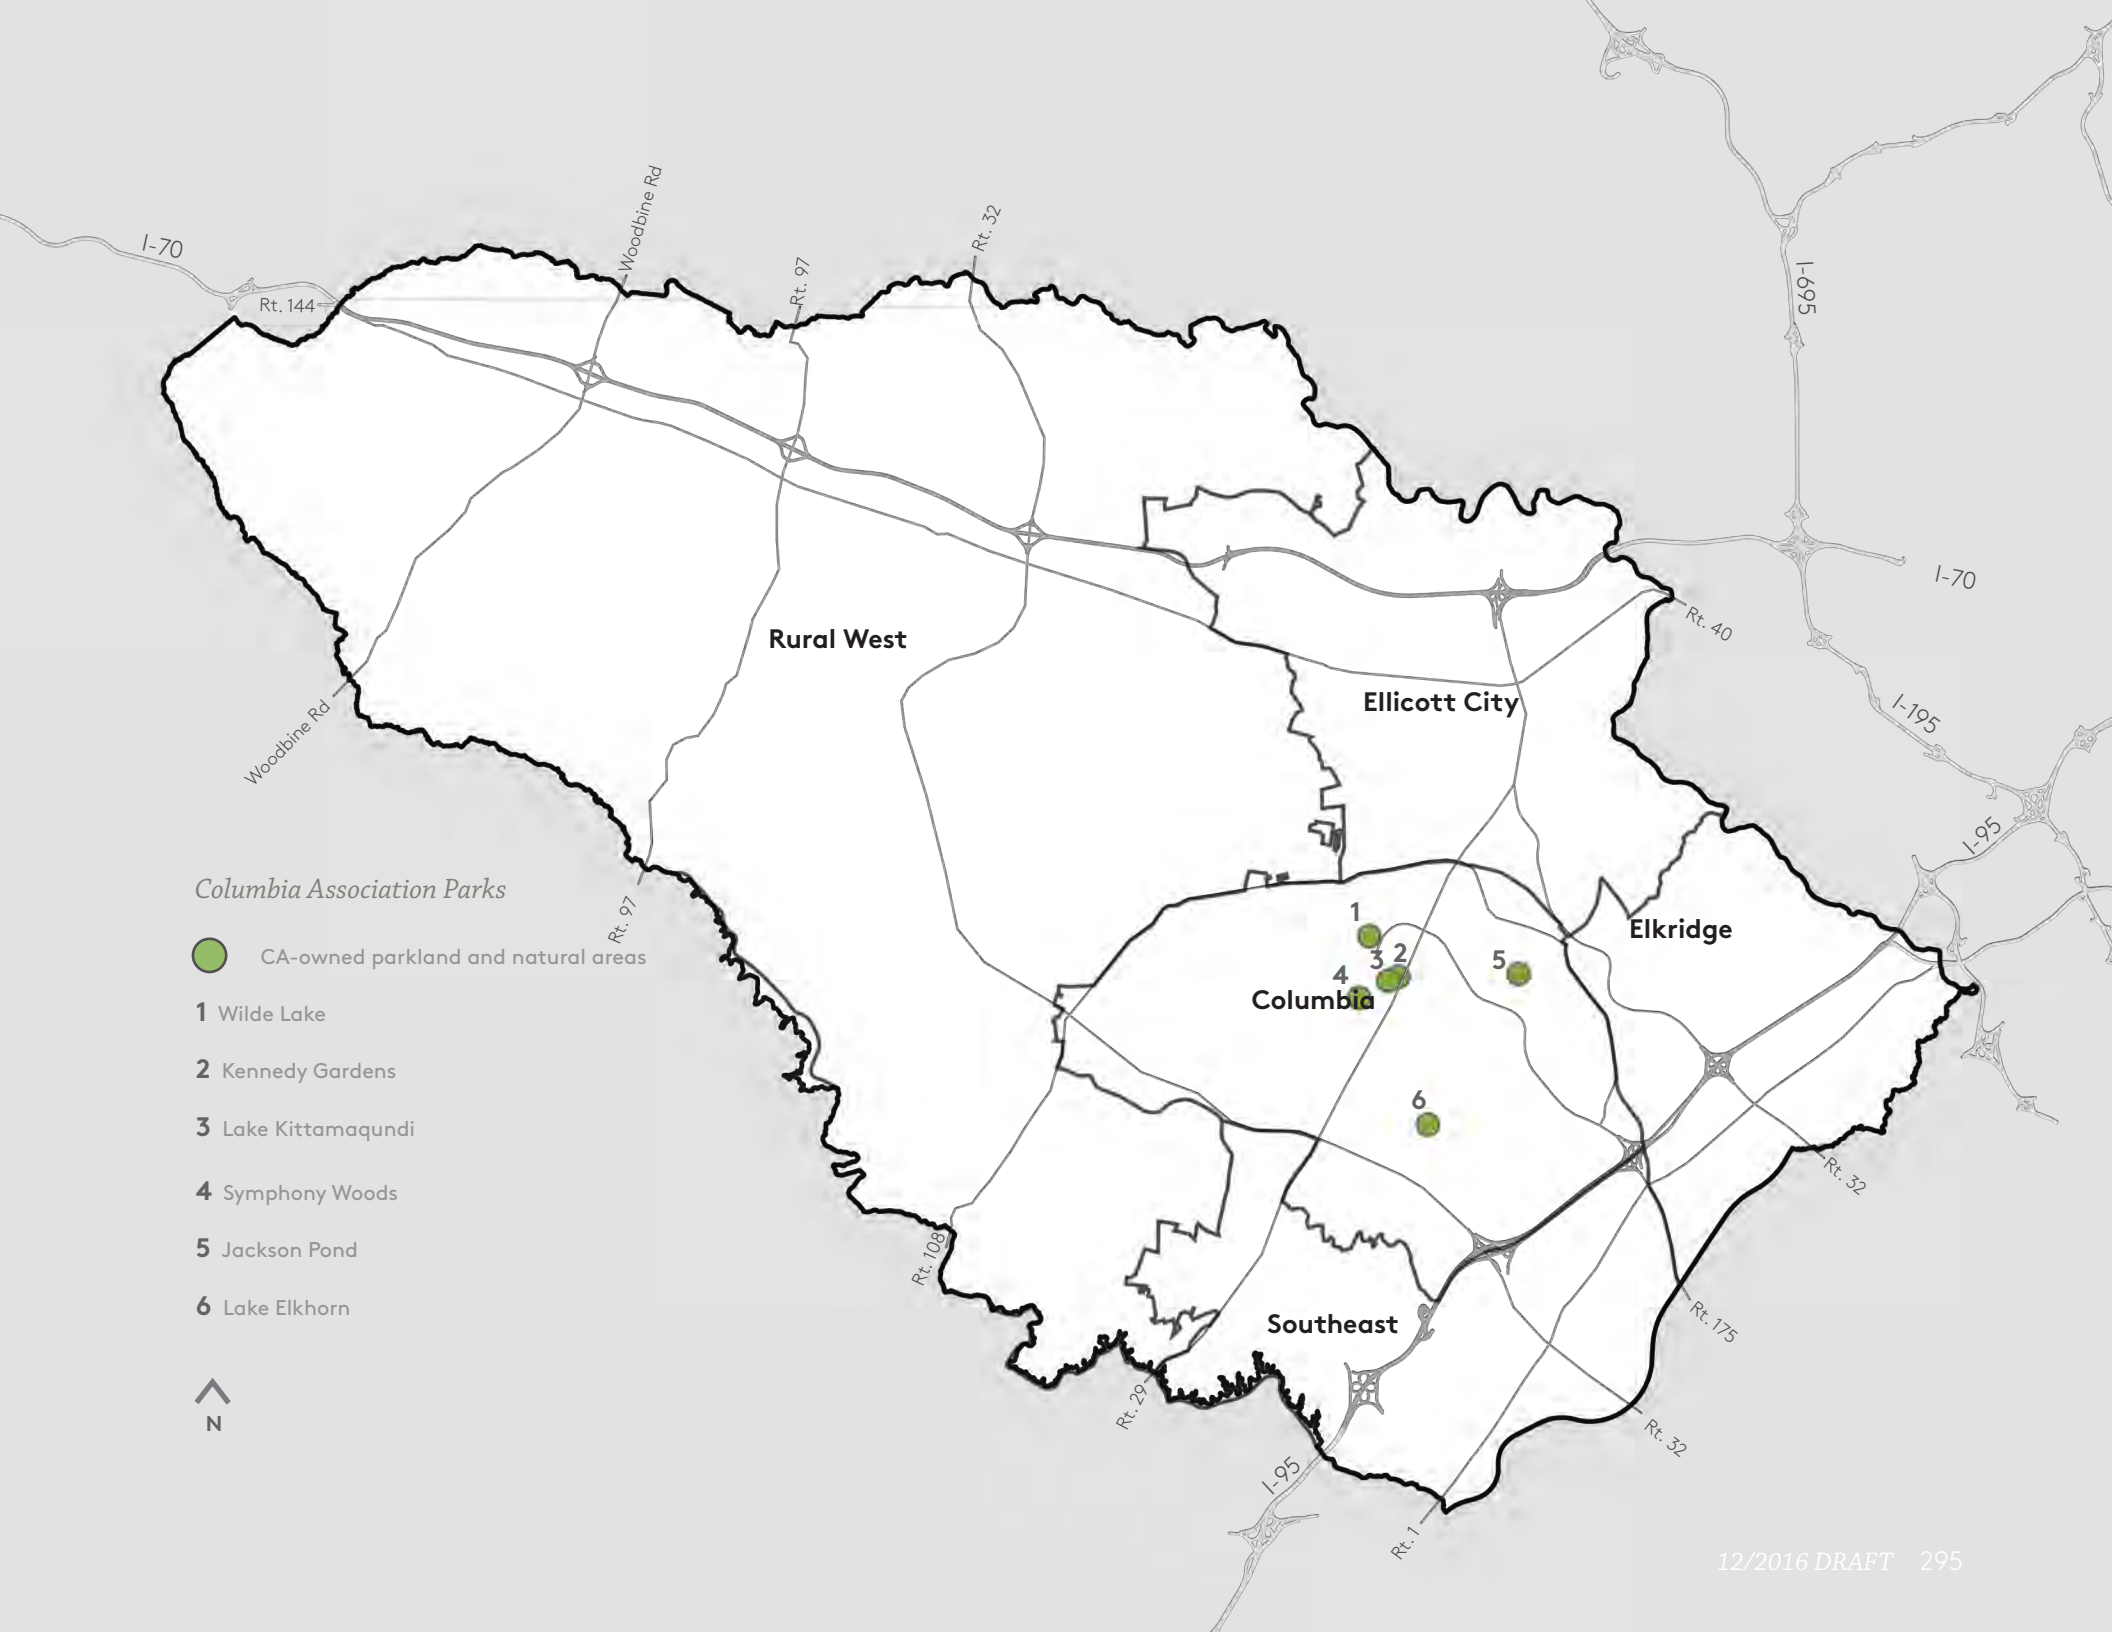 I-70
Rt. 144
Woodbine Rd
Rt. 97
Rt. 32
I-695
I-70
Rt. 40
I-195
I-95
Rural West
Ellicott City
Woodbine Rd
Rt. 97
Columbia Association Parks
CA-owned parkland and natural areas
1 Wilde Lake
2 Kennedy Gardens
3 Lake Kittamaqundi
4 Symphony Woods
5 Jackson Pond
6 Lake Elkhorn
N
1
3 2
4
5
Columbia
Elkridge
6
Rt. 108
Southeast
Rt. 32
Rt. 175
Rt. 29
Rt. 32
I-95
Rt. 1
12/2016 DRAFT 295